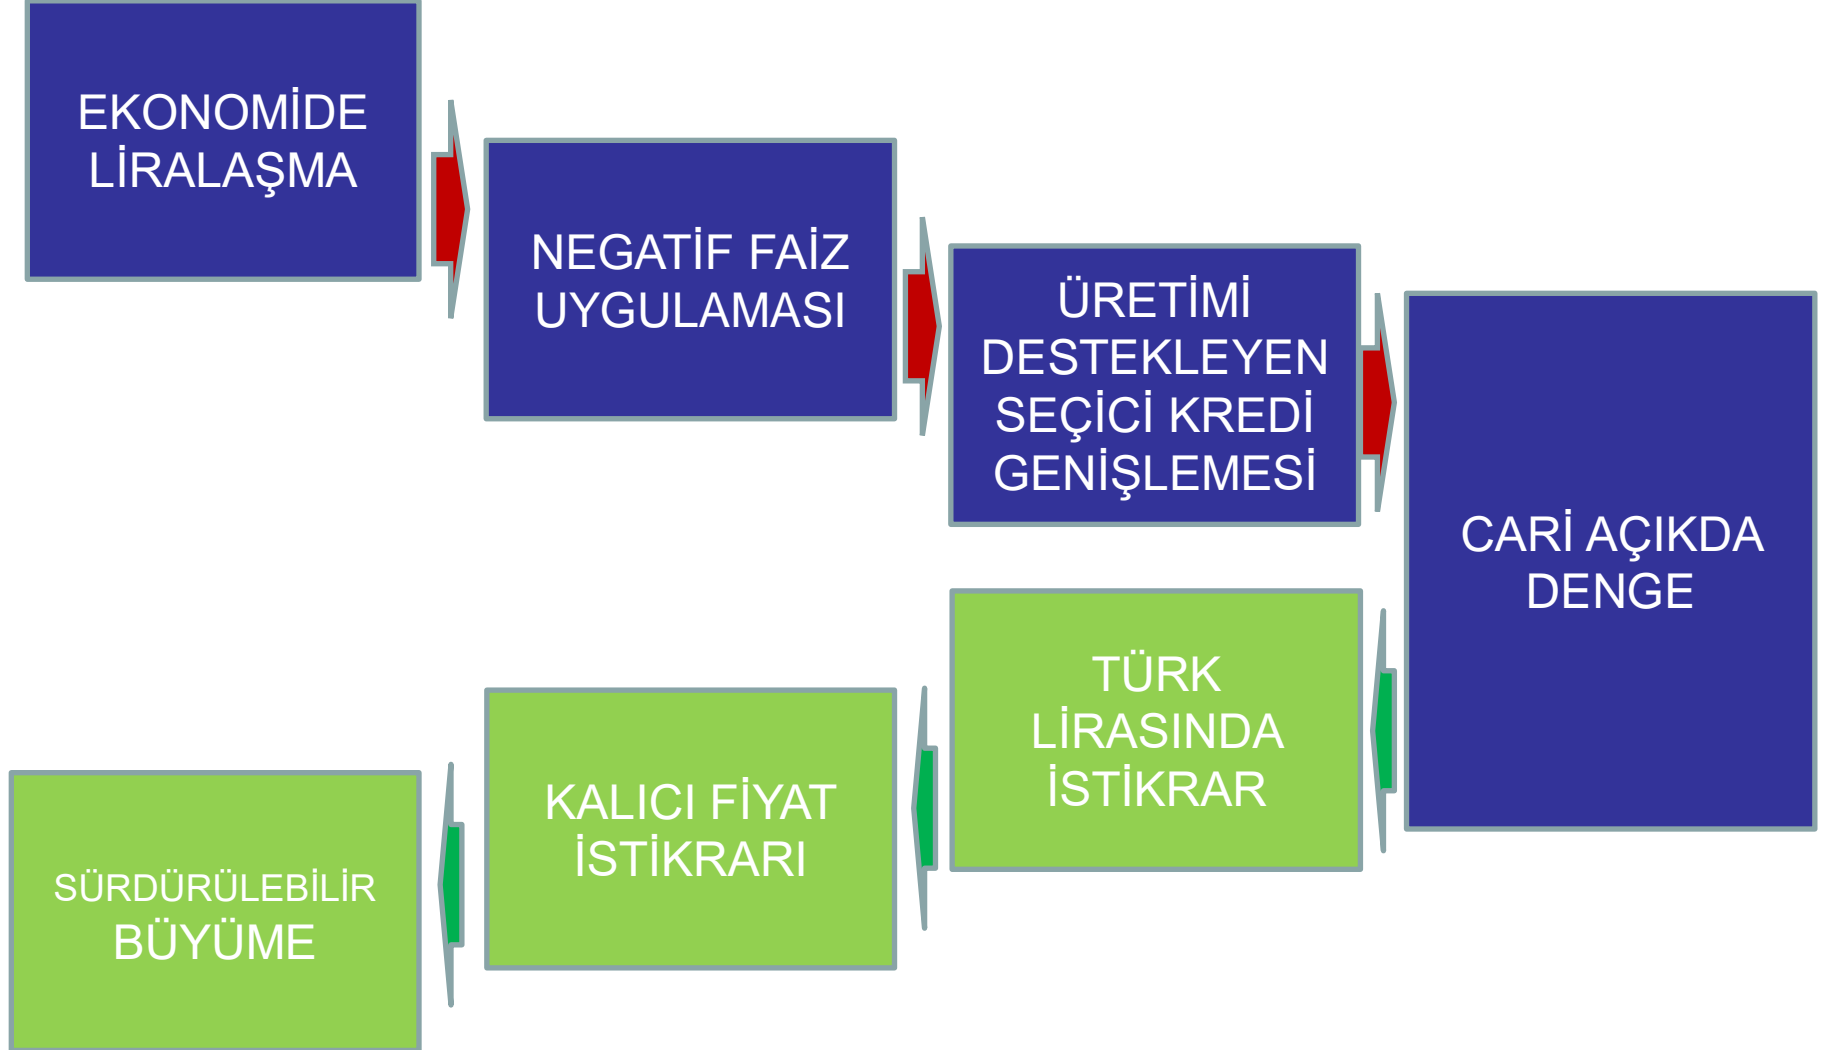 EKONOMİDE
LİRALAŞMA
NEGATİF FAİZ
UYGULAMASI
ÜRETİMİ
DESTEKLEYEN
SEÇİCİ KREDİ
GENİŞLEMESİ
CARİ AÇIKDA
DENGE
TÜRK
LİRASINDA
İSTİKRAR
KALICI FİYAT
İSTİKRARI
SÜRDÜRÜLEBİLİR
BÜYÜME